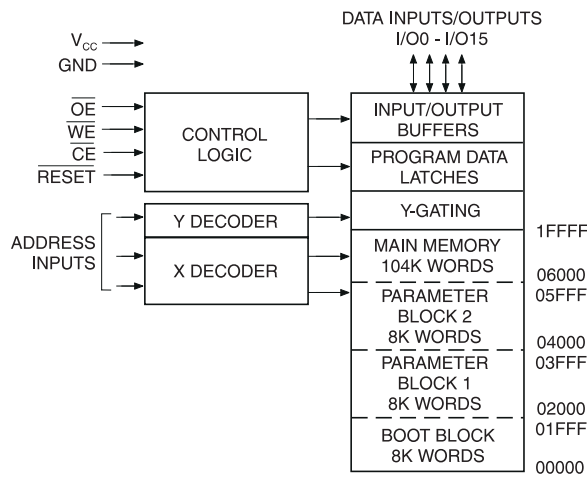 DATA INPUTS/OUTPUTS
I/O0 - I/O15
VCC
GND
OE
WE
CE
RESET
CONTROL
LOGIC
INPUT/OUTPUT
BUFFERS
PROGRAM DATA
LATCHES
ADDRESS
INPUTS
Y DECODER
X DECODER
Y-GATING
1FFFF
MAIN MEMORY
104K WORDS
06000
PARAMETER
BLOCK 2
8K WORDS
05FFF
04000
PARAMETER
BLOCK 1
8K WORDS
03FFF
02000
BOOT BLOCK
8K WORDS
01FFF
00000